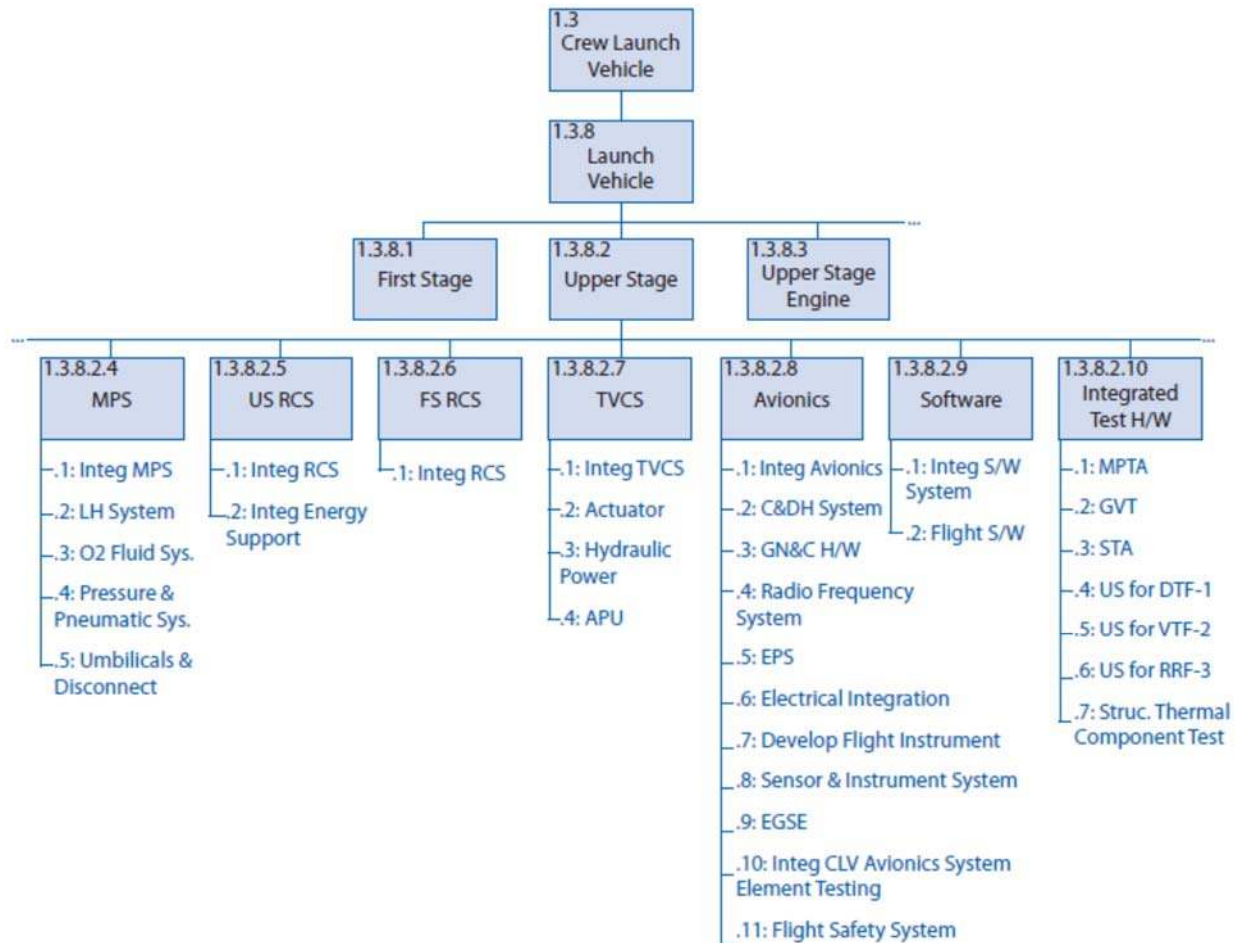 1.3
Crew Launch
Vehicle
1.3.8
Launch
Vehicle
...
1.3.8.1
First Stage
1.3.8.2
Upper Stage
1.3.8.3
Upper Stage
Engine
...
...
1.3.8.2.4
MPS
.1: Integ MPS
.2: LH System
.3: O2 Fluid Sys.
.4: Pressure &
Pneumatic Sys.
.5: Umbilicals &
Disconnect
1.3.8.2.5
US RCS
.1: Integ RCS
.2: Integ Energy
Support
1.3.8.2.6
FS RCS
.1: Integ RCS
1.3.8.2.7
TVCS
.1: Integ TVCS
.2: Actuator
.3: Hydraulic
Power
.4: APU
1.3.8.2.8
Avionics
.1: Integ Avionics
.2: C&DH System
.3: GN&C H/W
.4: Radio Frequency
System
.5: EPS
.6: Electrical Integration
.7: Develop Flight Instrument
.8: Sensor & Instrument System
.9: EGSE
.10: Integ CLV Avionics System
Element Testing
.11: Flight Safety System
1.3.8.2.9
Software
.1: Integ S/W
System
.2: Flight S/W
1.3.8.2.10
Integrated
Test H/W
.1: MPTA
.2: GVT
.3: STA
.4: US for DTF-1
.5: US for VTF-2
.6: US for RRF-3
.7: Struc. Thermal
Component Test